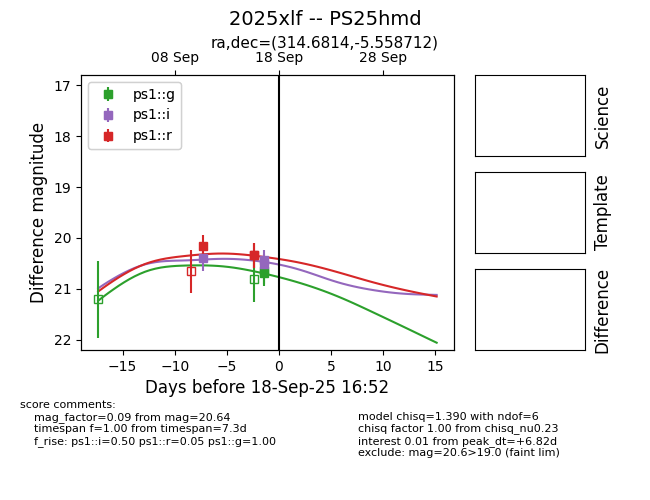 2025xlf -- PS25hmd
ra,dec=(314.6814,-5.558712)
08 Sep 18 Sep 28 Sep
17
18
19
20
21
22
Difference magnitude
ps1::g
ps1::i
ps1::r
−15 −10 −5 0 5 10 15
Days before 18-Sep-25 16:52
Science
Template
Difference
score comments:
mag_factor=0.09 from mag=20.64
timespan f=1.00 from timespan=7.3d
f_rise: ps1::i=0.50 ps1::r=0.05 ps1::g=1.00
model chisq=1.390 with ndof=6
chisq factor 1.00 from chisq_nu0.23
interest 0.01 from peak_dt=+6.82d
exclude: mag=20.6>19.0 (faint lim)